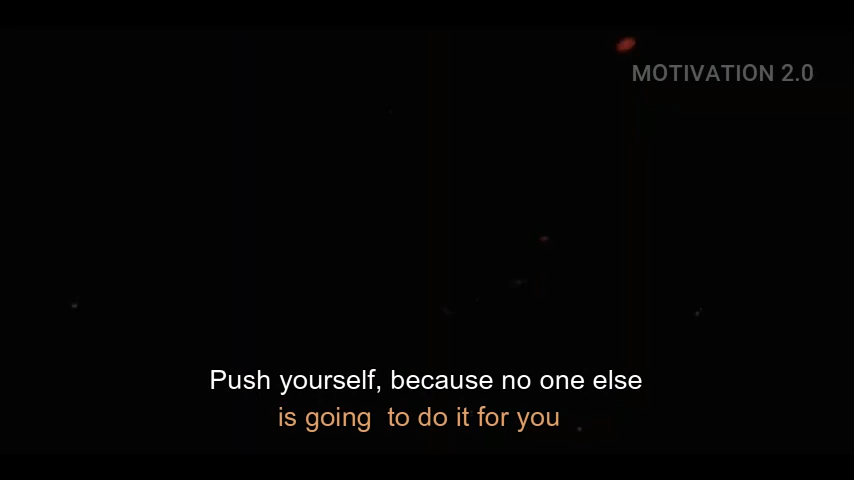 MOTIVATION 2.0
Push yourself, because no one else
is going  to do it for you